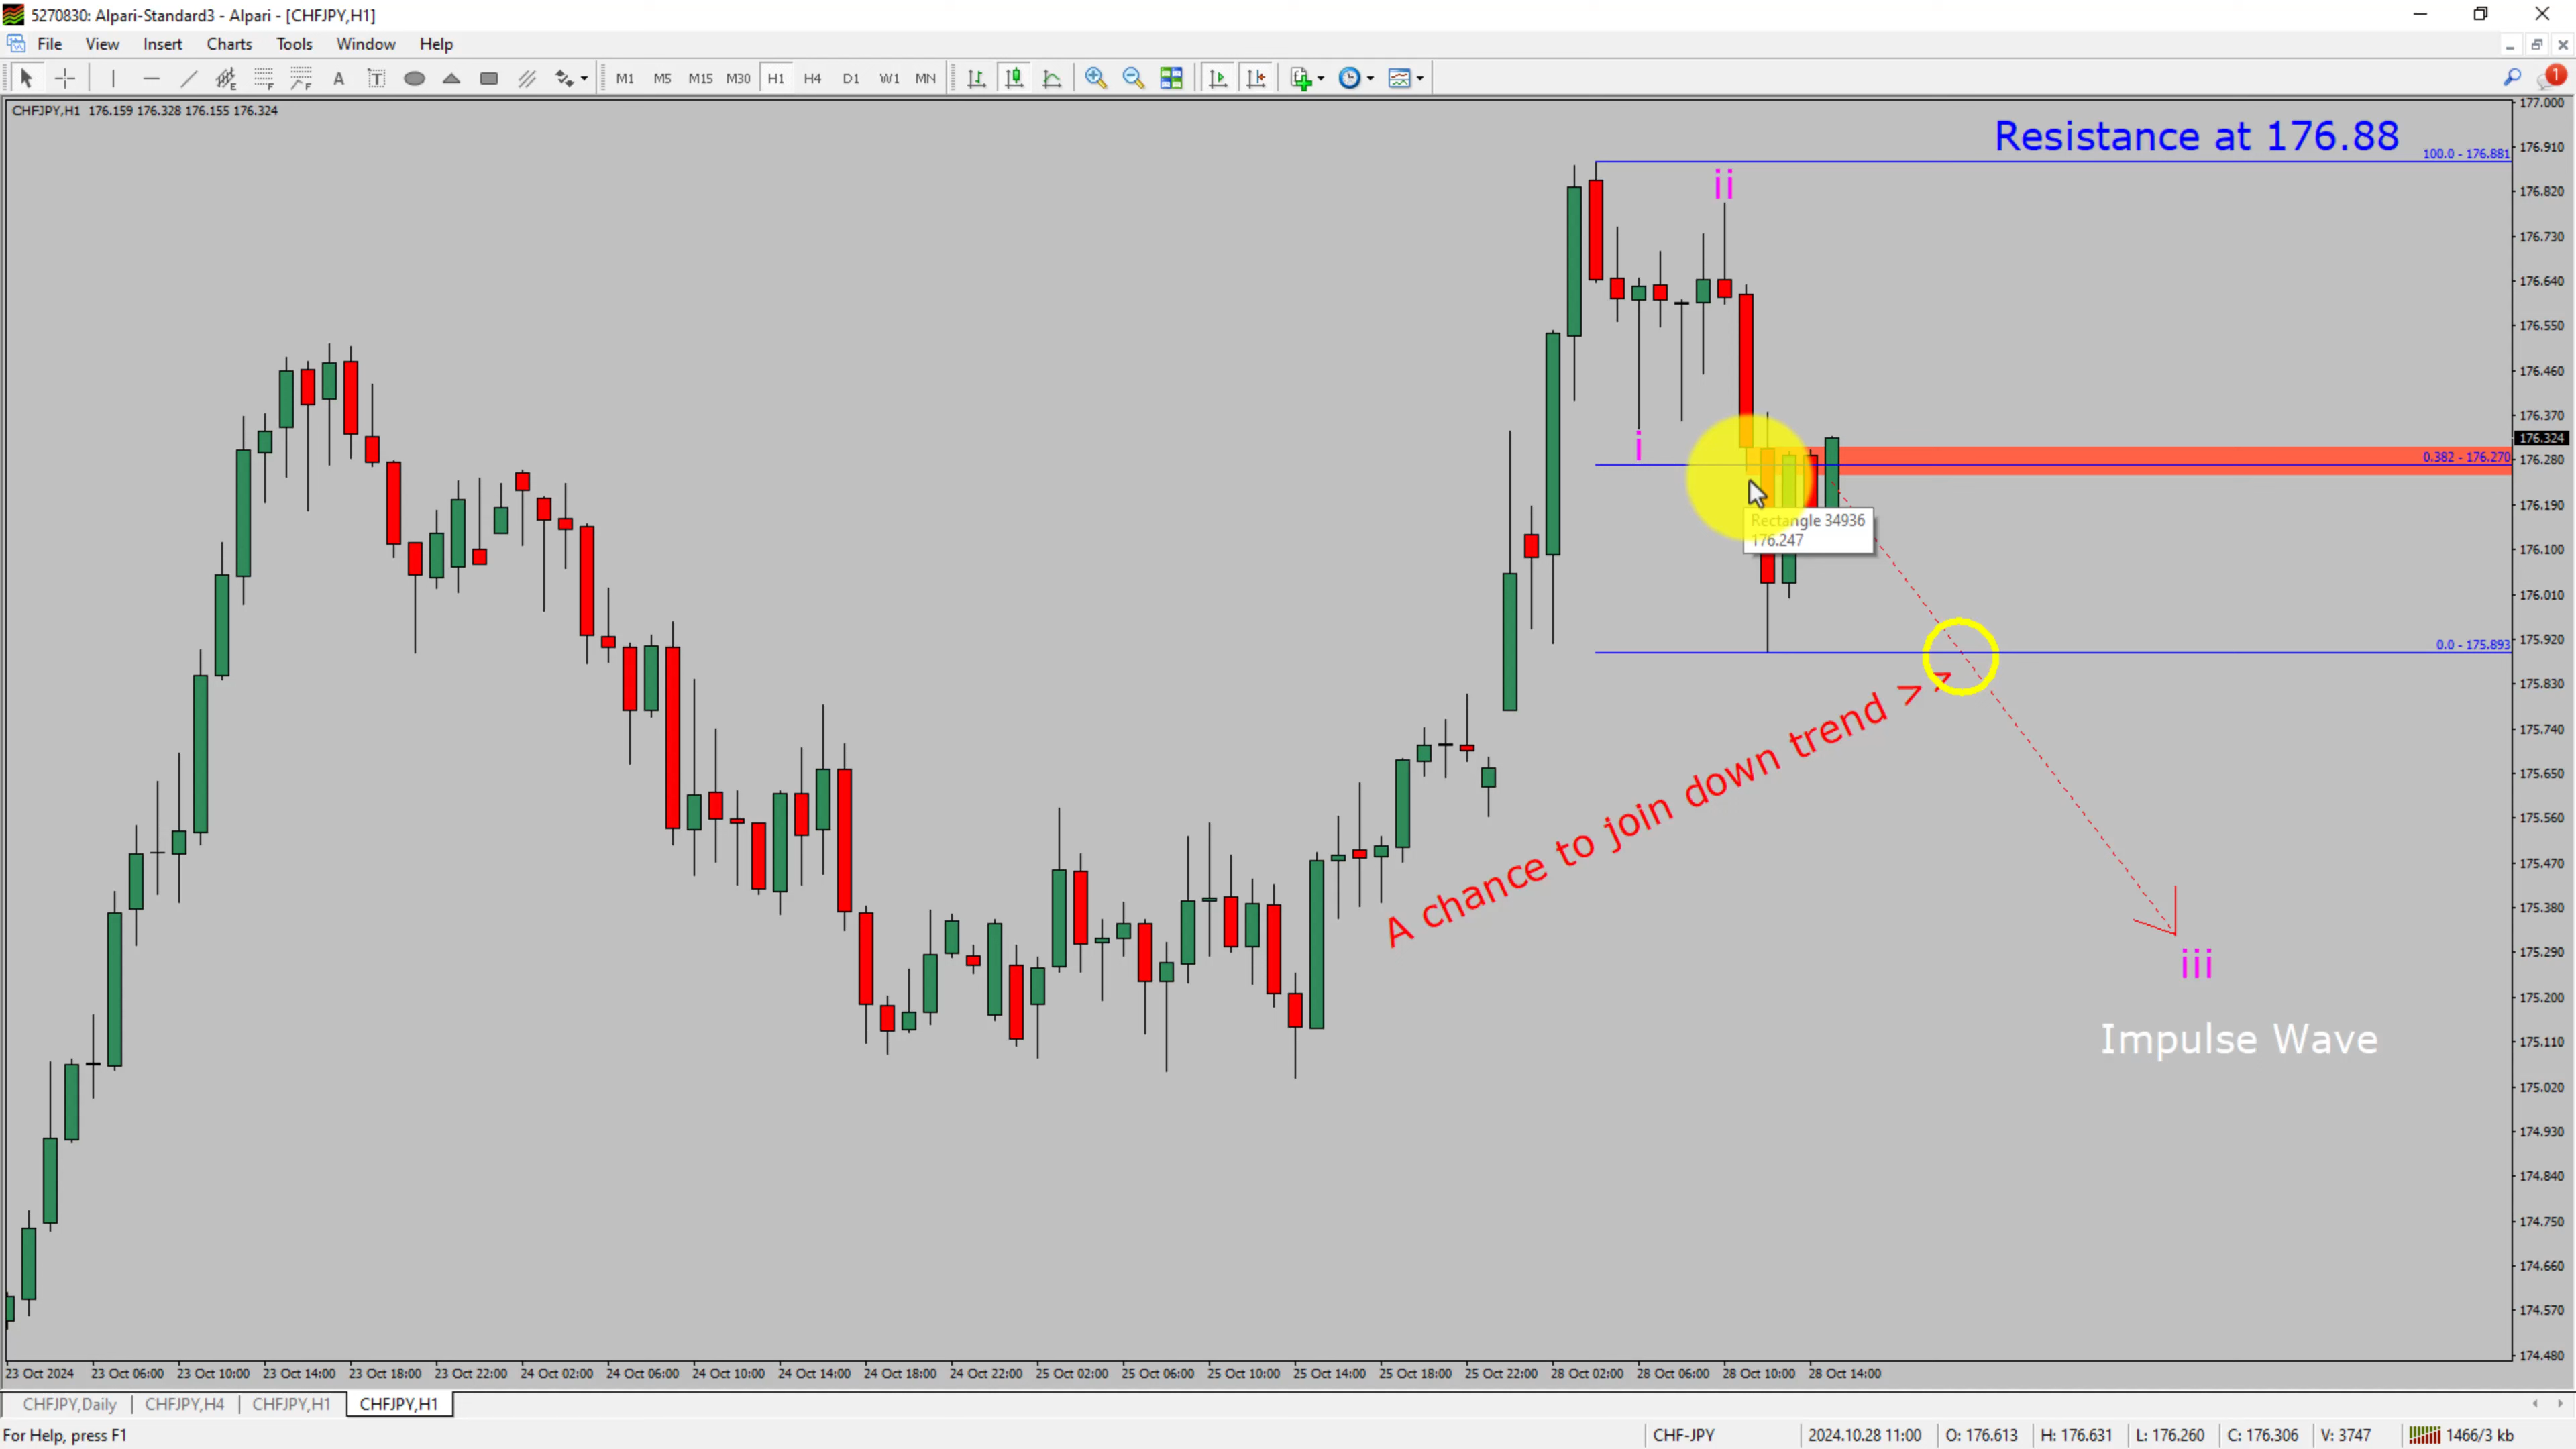 5270830: Alpari-Standard3 - Alpari - [CHFJPY,H1]
File View Insert Charts Tools Window Help
A T M1 M5 M15 M30 H1 H4 D1 W1 MN 1
CHFJPY,H1 176.159 176.328 176.155 176.324
177.000
Resistance at 176.88
176.910
100.0 - 176.881
ii
176.820
176.730
176.640
176.550
176.460
176.370
i
176.324
0.382 - 176.270
176.280
176.190
Rectangle 34936
176.247
176.100
176.010
175.920
0.0 - 175.893
175.830
A chance to join down trend > >
175.740
175.650
175.560
175.470
175.380
175.290
iii
175.200
Impulse Wave
175.110
175.020
174.930
174.840
174.750
174.660
174.570
174.480
23 Oct 2024 23 Oct 06:00 23 Oct 10:00 23 Oct 14:00 23 Oct 18:00 23 Oct 22:00 24 Oct 02:00 24 Oct 06:00 24 Oct 10:00 24 Oct 14:00 24 Oct 18:00 24 Oct 22:00 25 Oct 02:00 25 Oct 06:00 25 Oct 10:00 25 Oct 14:00 25 Oct 18:00 25 Oct 22:00 28 Oct 02:00 28 Oct 06:00 28 Oct 10:00 28 Oct 14:00
CHFJPY,Daily CHFJPY,H4 CHFJPY,H1 CHFJPY,H1
For Help, press F1 CHF-JPY 2024.10.28 11:00 O: 176.613 H: 176.631 L: 176.260 C: 176.306 V: 3747 1466/3 kb